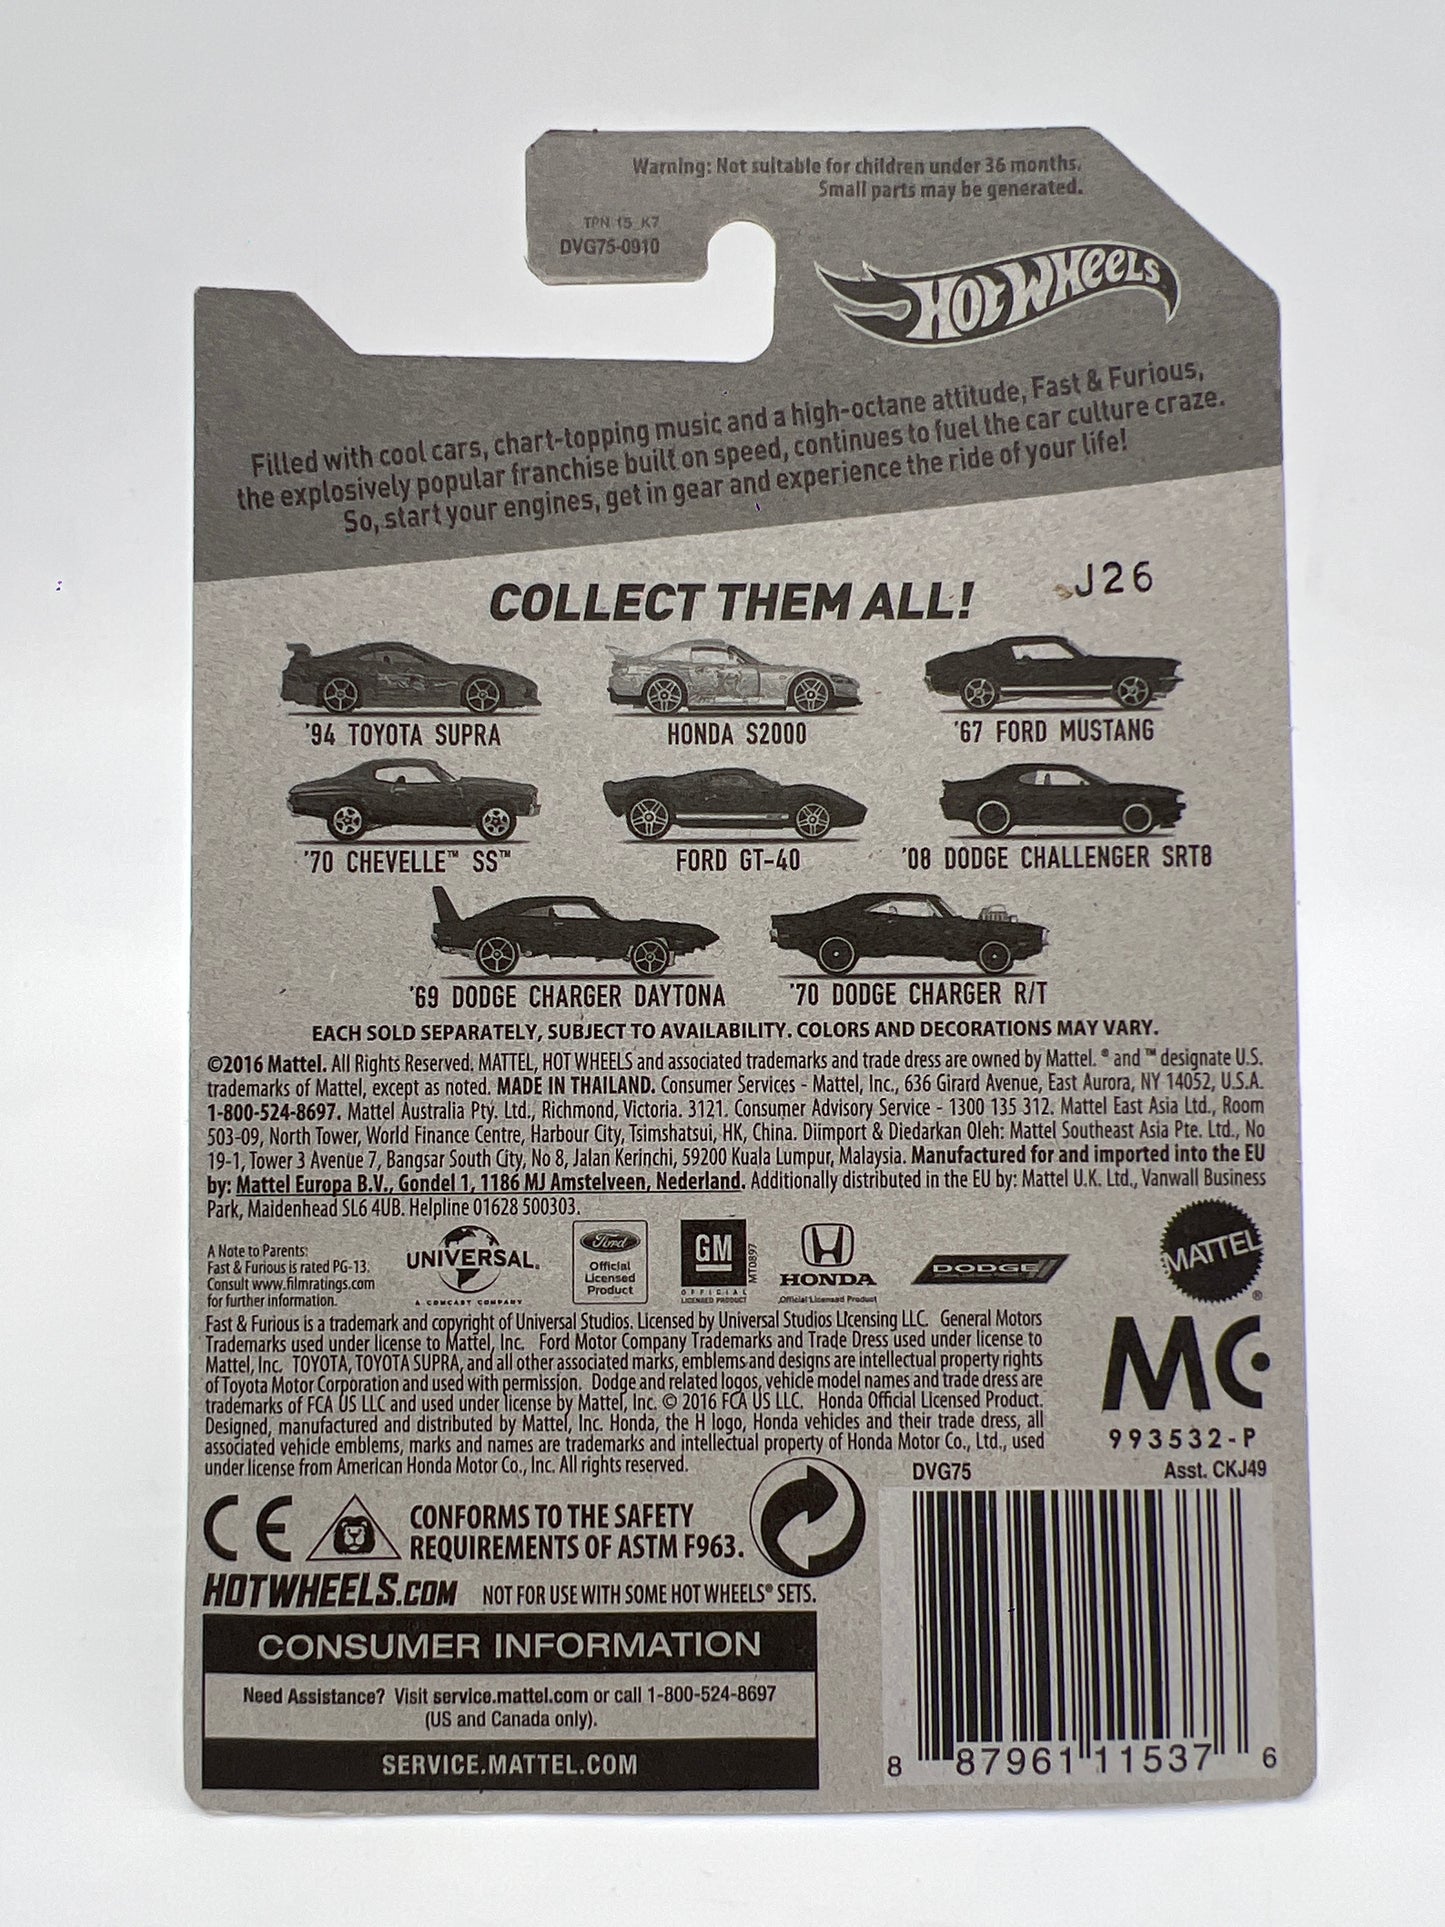 Warning: Not suitable for children under 36 months.
Small parts may be generated.
TPN 15 K7
DVG75-0910
HOT WHEELS
Filled with cool cars, chart-topping music and a high-octane attitude, Fast & Furious,
the explosively popular franchise built on speed, continues to fuel the car culture craze.
So, start your engines, get in gear and experience the ride of your life!
COLLECT THEM ALL!
J26
'94 TOYOTA SUPRA
HONDA S2000
'67 FORD MUSTANG
'70 CHEVELLE™ SS™
FORD GT-40
'08 DODGE CHALLENGER SRT8
'69 DODGE CHARGER DAYTONA
'70 DODGE CHARGER R/T
EACH SOLD SEPARATELY, SUBJECT TO AVAILABILITY. COLORS AND DECORATIONS MAY VARY.
©2016 Mattel. All Rights Reserved. MATTEL, HOT WHEELS and associated trademarks and trade dress are owned by Mattel. ® and ™ designate U.S.
trademarks of Mattel, except as noted. MADE IN THAILAND. Consumer Services - Mattel, Inc., 636 Girard Avenue, East Aurora, NY 14052, U.S.A.
1-800-524-8697. Mattel Australia Pty. Ltd., Richmond, Victoria. 3121. Consumer Advisory Service - 1300 135 312. Mattel East Asia Ltd., Room
503-09, North Tower, World Finance Centre, Harbour City, Tsimshatsui, HK, China. Diimport & Diedarkan Oleh: Mattel Southeast Asia Pte. Ltd., No
19-1, Tower 3 Avenue 7, Bangsar South City, No 8, Jalan Kerinchi, 59200 Kuala Lumpur, Malaysia. Manufactured for and imported into the EU
by: Mattel Europa B.V., Gondel 1, 1186 MJ Amstelveen, Nederland. Additionally distributed in the EU by: Mattel U.K. Ltd., Vanwall Business
Park, Maidenhead SL6 4UB. Helpline 01628 500303.
A Note to Parents:
Fast & Furious is rated PG-13.
Consult www.filmratings.com
for further information.
UNIVERSAL
A COMCAST COMPANY
Ford
Official
Licensed
Product
GM
OFFICIAL
LICENSED PRODUCT
MT0897
HONDA
Official Licensed Product
DODGE
MATTEL®
Fast & Furious is a trademark and copyright of Universal Studios. Licensed by Universal Studios Licensing LLC. General Motors
Trademarks used under license to Mattel, Inc. Ford Motor Company Trademarks and Trade Dress used under license to
Mattel, Inc. TOYOTA, TOYOTA SUPRA, and all other associated marks, emblems and designs are intellectual property rights
of Toyota Motor Corporation and used with permission. Dodge and related logos, vehicle model names and trade dress are
trademarks of FCA US LLC and used under license by Mattel, Inc. © 2016 FCA US LLC. Honda Official Licensed Product.
Designed, manufactured and distributed by Mattel, Inc. Honda, the H logo, Honda vehicles and their trade dress, all
associated vehicle emblems, marks and names are trademarks and intellectual property of Honda Motor Co., Ltd., used
under license from American Honda Motor Co., Inc. All rights reserved.
MC
993532-P
DVG75
Asst. CKJ49
CE
CONFORMS TO THE SAFETY
REQUIREMENTS OF ASTM F963.
HOTWHEELS.COM
NOT FOR USE WITH SOME HOT WHEELS® SETS.
CONSUMER INFORMATION
Need Assistance? Visit service.mattel.com or call 1-800-524-8697
(US and Canada only).
SERVICE.MATTEL.COM
8 87961 11537 6